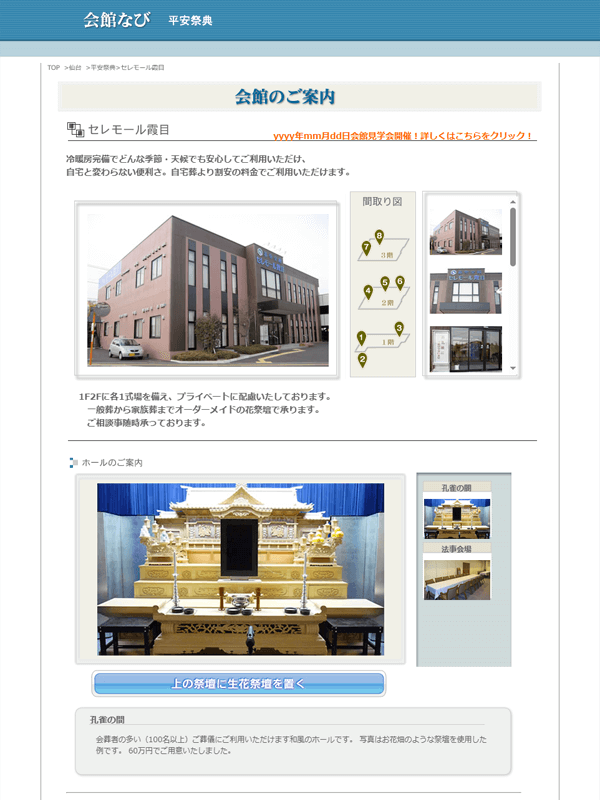 会館なび 平安祭典
TOP >仙台 >平安祭典>セレモール霞目
会館のご案内
セレモール霞目
yyyy年mm月dd日会館見学会開催！詳しくはこちらをクリック！
冷暖房完備でどんな季節・天候でも安心してご利用いただけ、
自宅と変わらない便利さ。自宅葬より割安の料金でご利用いただけます。
間取り図
8
7
3階
5
6
4
2階
3
1
1階
2
セレモール霞目
1F2Fに各1式場を備え、プライベートに配慮いたしております。
一般葬から家族葬までオーダーメイドの花祭壇で承ります。
ご相談事随時承っております。
ホールのご案内
孔雀の間
法事会場
上の祭壇に生花祭壇を置く
孔雀の間
会葬者の多い（100名以上）ご葬儀にご利用いただけます和風のホールです。 写真はお花畑のような祭壇を使用した
例です。 60万円でご用意いたしました。